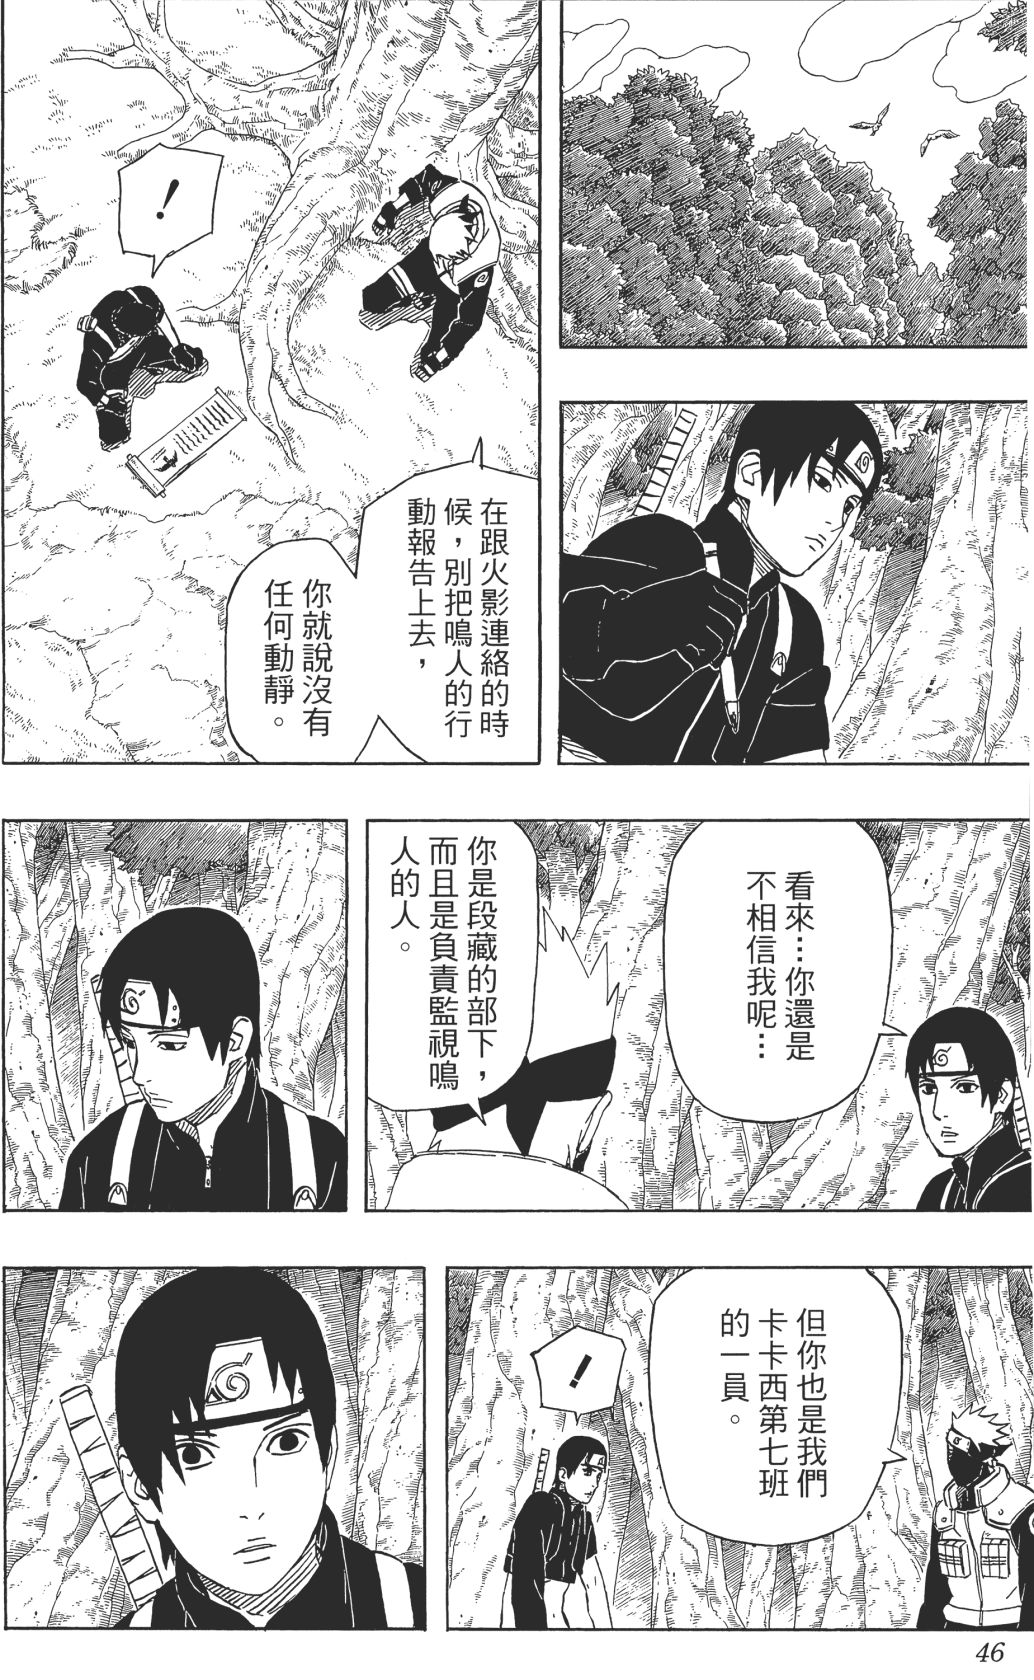 ！
在跟火影連絡的時
候，別把鳴人的行
動報告上去，
你就說沒有
任何動靜。
看來…你還是
不相信我呢…
你是段藏的部下，
而且是負責監視鳴
人的人。
但你也是我們
卡卡西第七班
的一員。
！
46